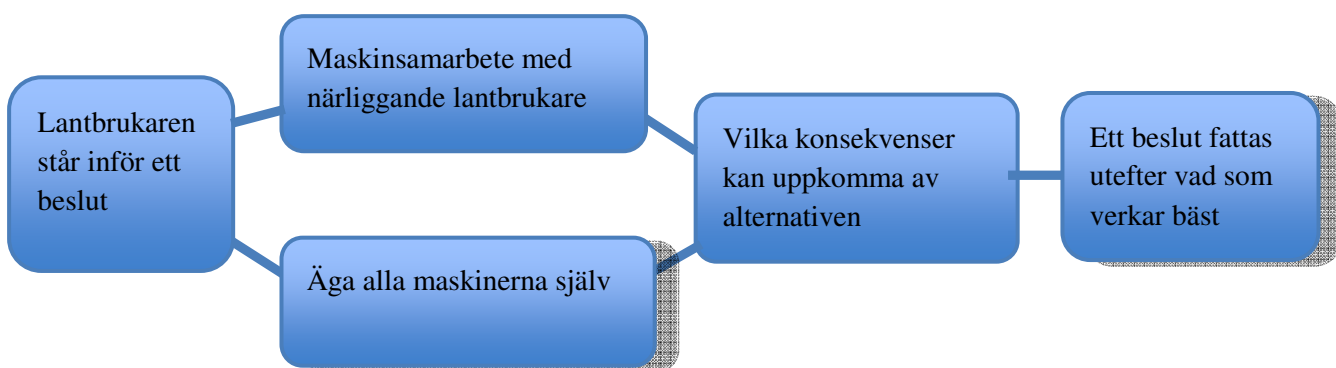 Lantbrukaren
står inför ett
beslut
Maskinsamarbete med
närliggande lantbrukare
Äga alla maskinerna själv
Vilka konsekvenser
kan uppkomma av
alternativen
Ett beslut fattas
utefter vad som
verkar bäst